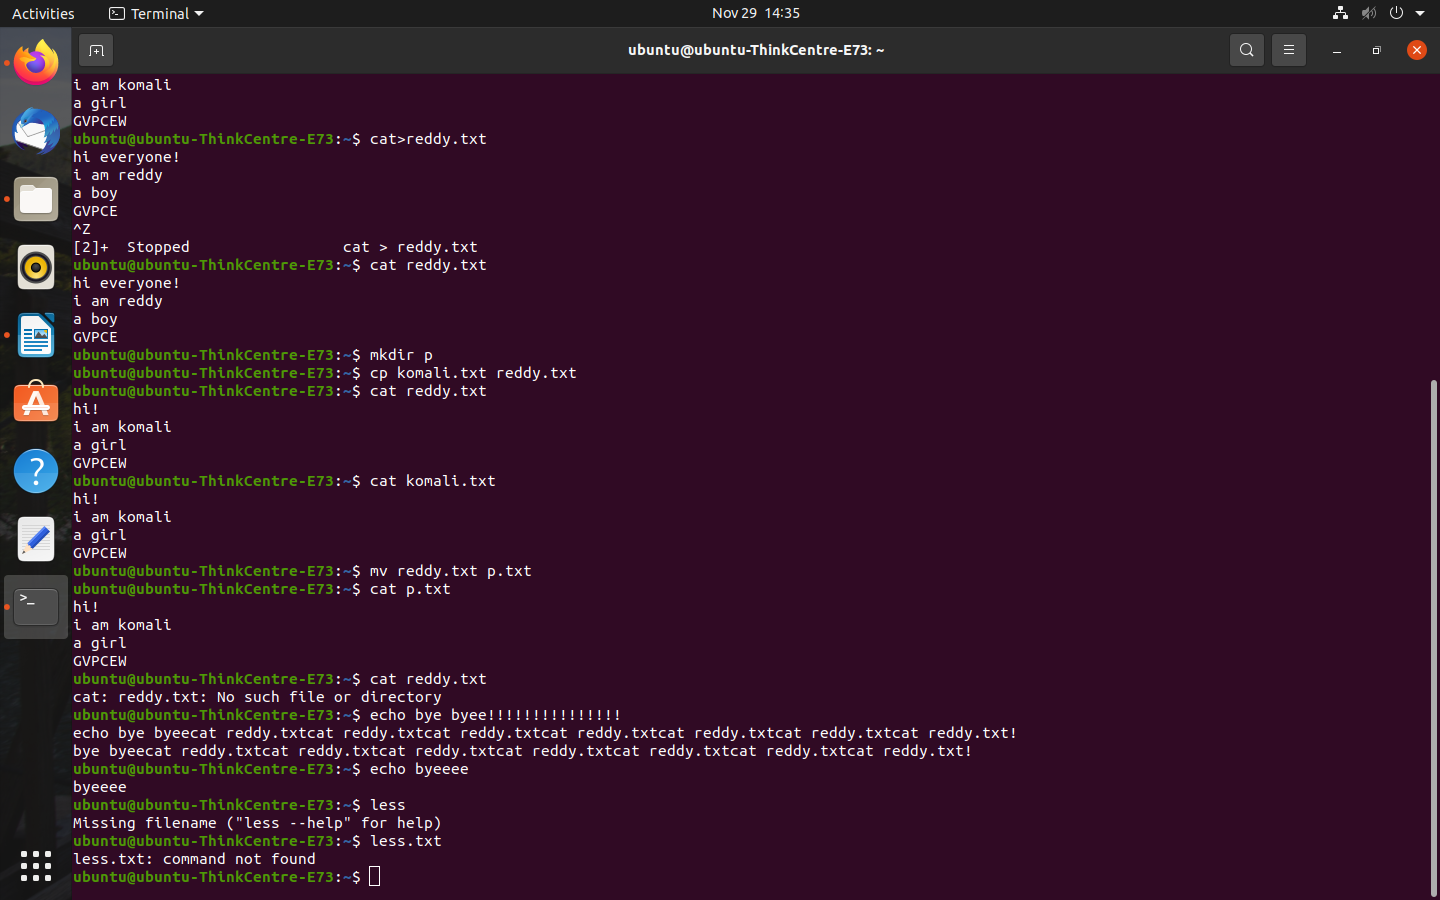 Activities
Terminal
Nov 29 14:35
ubuntu@ubuntu-ThinkCentre-E73: ~
i am komali
a girl
GVPCEW
ubuntu@ubuntu-ThinkCentre-E73:~$ cat>reddy.txt
hi everyone!
i am reddy
a boy
GVPCE
^Z
[2]+  Stopped                 cat > reddy.txt
ubuntu@ubuntu-ThinkCentre-E73:~$ cat reddy.txt
hi everyone!
i am reddy
a boy
GVPCE
ubuntu@ubuntu-ThinkCentre-E73:~$ mkdir p
ubuntu@ubuntu-ThinkCentre-E73:~$ cp komali.txt reddy.txt
ubuntu@ubuntu-ThinkCentre-E73:~$ cat reddy.txt
hi!
i am komali
a girl
GVPCEW
ubuntu@ubuntu-ThinkCentre-E73:~$ cat komali.txt
hi!
i am komali
a girl
GVPCEW
ubuntu@ubuntu-ThinkCentre-E73:~$ mv reddy.txt p.txt
ubuntu@ubuntu-ThinkCentre-E73:~$ cat p.txt
hi!
i am komali
a girl
GVPCEW
ubuntu@ubuntu-ThinkCentre-E73:~$ cat reddy.txt
cat: reddy.txt: No such file or directory
ubuntu@ubuntu-ThinkCentre-E73:~$ echo bye byee!!!!!!!!!!!!!!!
echo bye byeecat reddy.txtcat reddy.txtcat reddy.txtcat reddy.txtcat reddy.txtcat reddy.txtcat reddy.txt!
bye byeecat reddy.txtcat reddy.txtcat reddy.txtcat reddy.txtcat reddy.txtcat reddy.txtcat reddy.txt!
ubuntu@ubuntu-ThinkCentre-E73:~$ echo byeeee
byeeee
ubuntu@ubuntu-ThinkCentre-E73:~$ less
Missing filename ("less --help" for help)
ubuntu@ubuntu-ThinkCentre-E73:~$ less.txt
less.txt: command not found
ubuntu@ubuntu-ThinkCentre-E73:~$